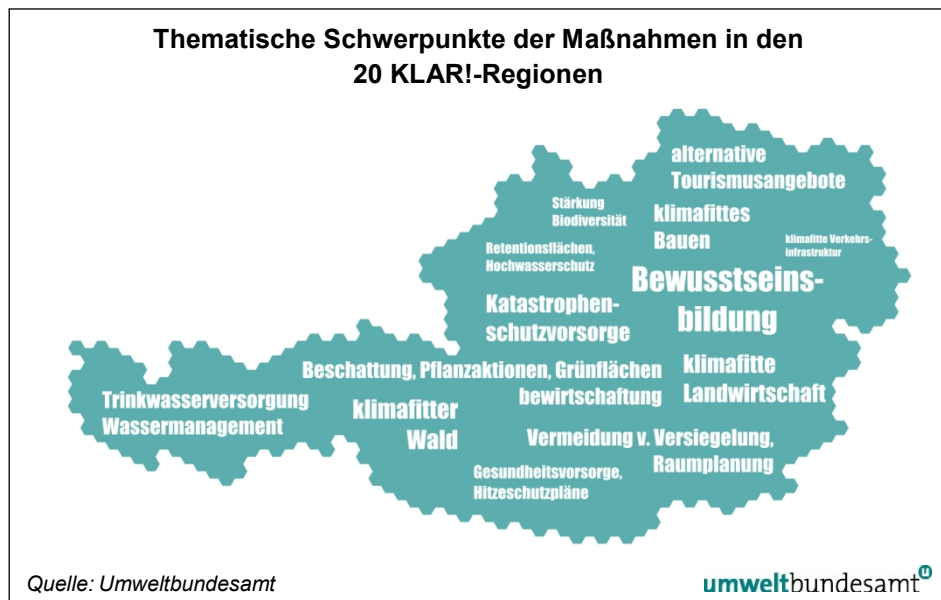 Thematische Schwerpunkte der Maßnahmen in den
20 KLAR!-Regionen
alternative
Tourismusangebote
Stärkung
Biodiversität
klimafittes
Bauen
klimafitte Verkehrs-
infrastruktur
Retentionsflächen,
Hochwasserschutz
Bewusstseins-
bildung
Katastrophen-
schutzvorsorge
Beschattung, Pflanzaktionen, Grünflächen
bewirtschaftung
klimafitte
Landwirtschaft
Trinkwasserversorgung
Wassermanagement
klimafitter
Wald
Vermeidung v. Versiegelung,
Raumplanung
Gesundheitsvorsorge,
Hitzeschutzpläne
Quelle: Umweltbundesamt
umweltbundesamt u